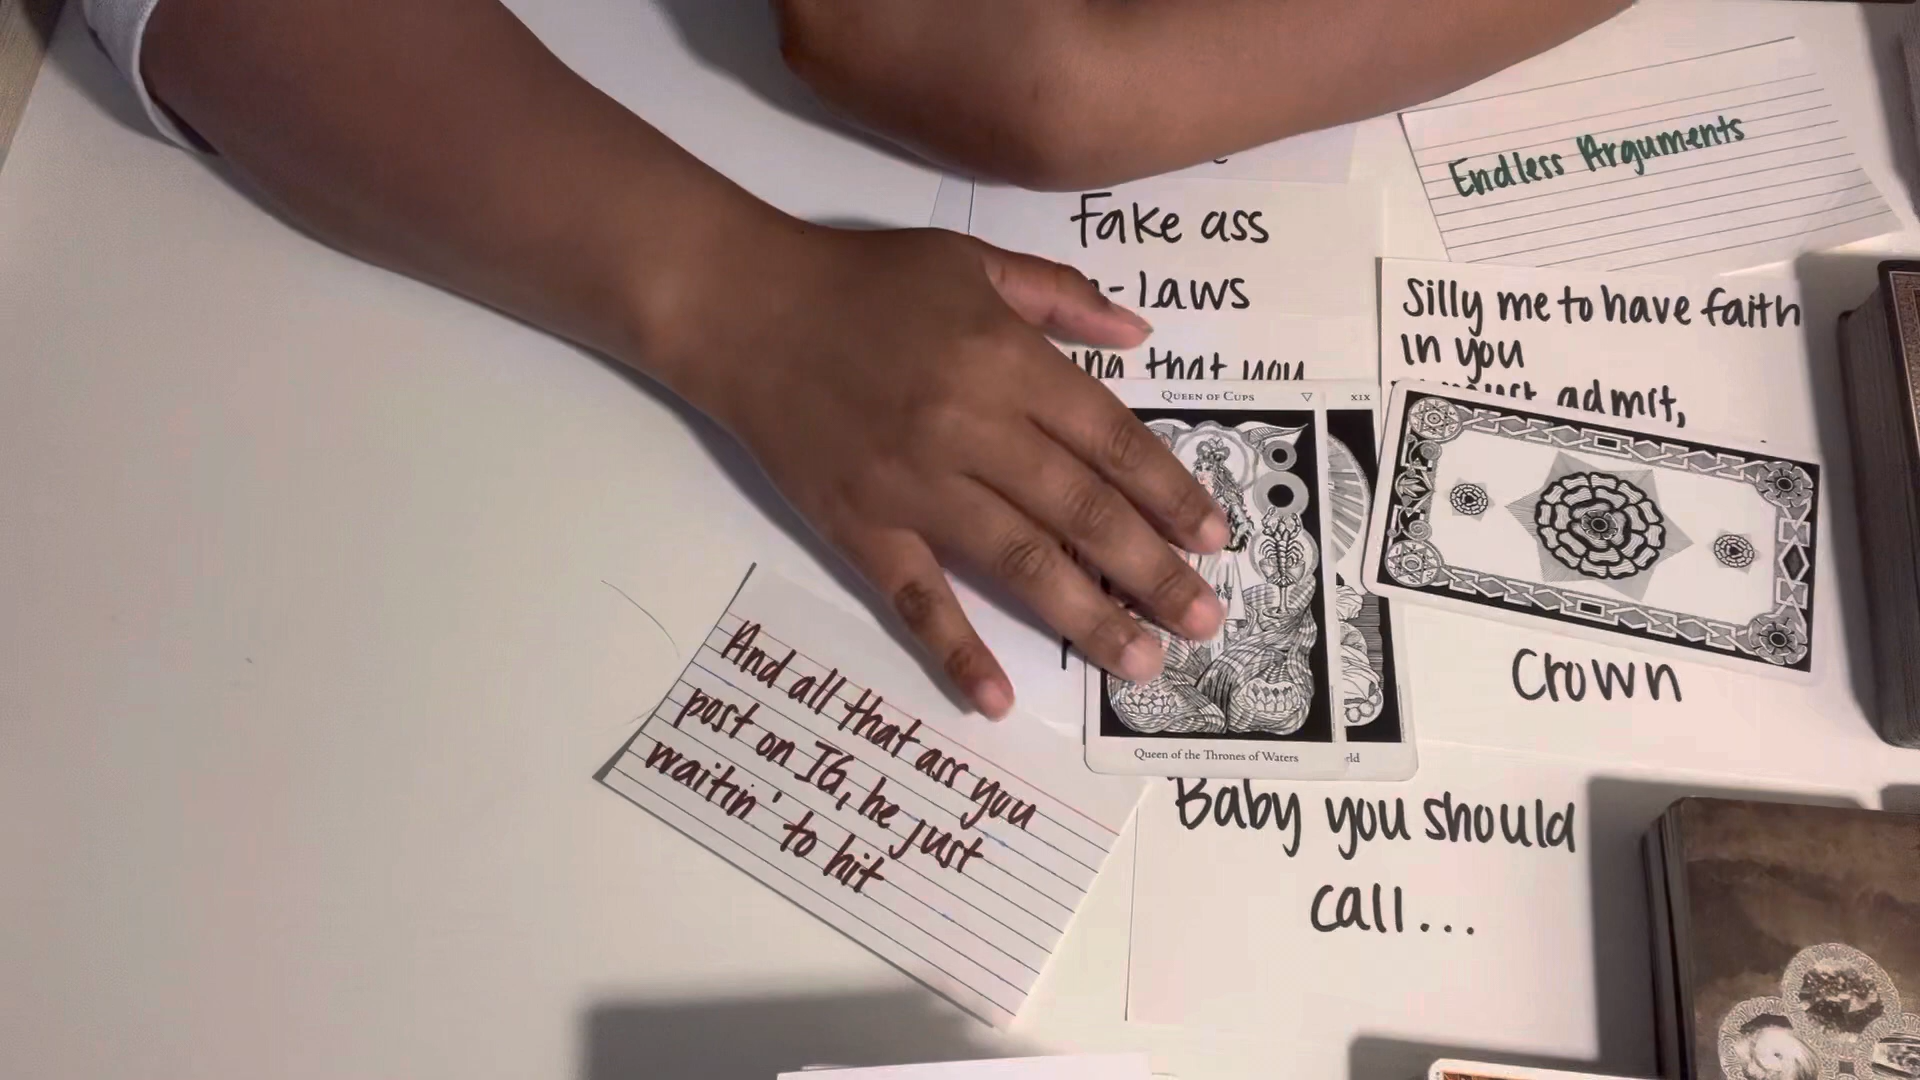 Endless Arguments
Fake ass
-laws
that you
Silly me to have faith
in you
admit,
QUEEN OF CUPS
XIX
Queen of the Thrones of Waters
Crown
And all that ass you
post on IG, he just
waitin' to hit
Baby you should
call...